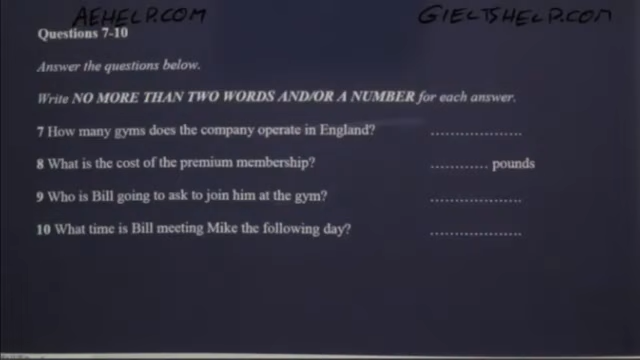 AEHELP.COM GIELTSHELP.COM
Questions 7-10
Answer the questions below.
Write NO MORE THAN TWO WORDS AND/OR A NUMBER for each answer.
7 How many gyms does the company operate in England? ....................
8 What is the cost of the premium membership? ............. pounds
9 Who is Bill going to ask to join him at the gym? ....................
10 What time is Bill meeting Mike the following day? ....................